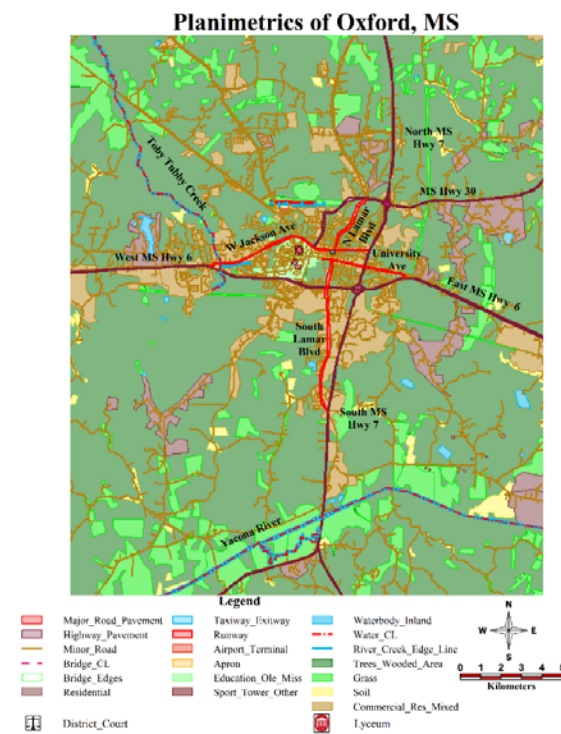 Planimetrics of Oxford, MS
North MS
Hwy 7
Toby Tubby Creek
MS Hwy 30
N Lamar
Blvd
W Jackson Ave
University
Ave
West MS Hwy 6
East MS Hwy 6
South
Lamay
Blvd
South MS
Hwy 7
Yacona River
Legend
Major_Road_Pavement
Highway_Pavement
Minor_Road
Bridge_CL
Bridge_Edges
Residential
District_Court
Taxiway_Exitway
Runway
Airport_Terminal
Apron
Education_Ole_Miss
Sport_Tower_Other
Waterbody_Inland
Water_CL
River_Creek_Edge_Line
Trees_Wooded_Area
Grass
Soil
Commercial_Res_Mixed
Lyceum
N
W E
S
0 1 2 3 4 5
Kilometers